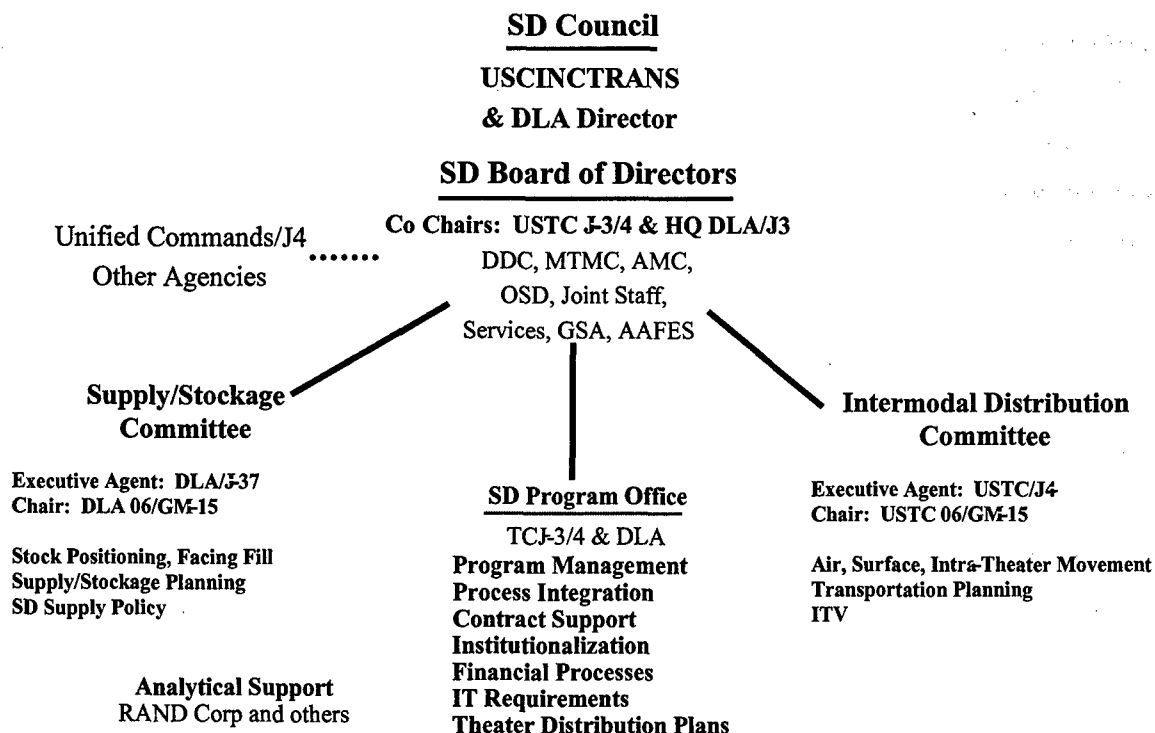 SD Council
USCINCTRANS
& DLA Director
SD Board of Directors
Co Chairs: USTC J-3/4 & HQ DLA/J3
DDC, MTMC, AMC,
OSD, Joint Staff,
Services, GSA, AAFES
Unified Commands/J4
Other Agencies
Supply/Stockage
Committee
Executive Agent: DLA/J-37
Chair: DLA 06/GM-15
Stock Positioning, Facing Fill
Supply/Stockage Planning
SD Supply Policy
Analytical Support
RAND Corp and others
SD Program Office
TCJ-3/4 & DLA
Program Management
Process Integration
Contract Support
Institutionalization
Financial Processes
IT Requirements
Theater Distribution Plans
Intermodal Distribution
Committee
Executive Agent: USTC/J4
Chair: USTC 06/GM-15
Air, Surface, Intra-Theater Movement
Transportation Planning
ITV